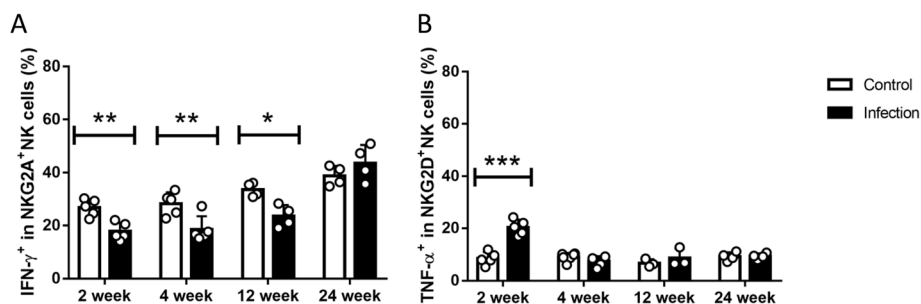 A
IFN-γ⁺ in NKG2A⁺NK cells (%)
80
60
40
20
0
**
**
*
2 week
4 week
12 week
24 week
B
TNF-α⁺ in NKG2D⁺NK cells (%)
80
60
40
20
0
***
2 week
4 week
12 week
24 week
Control
Infection